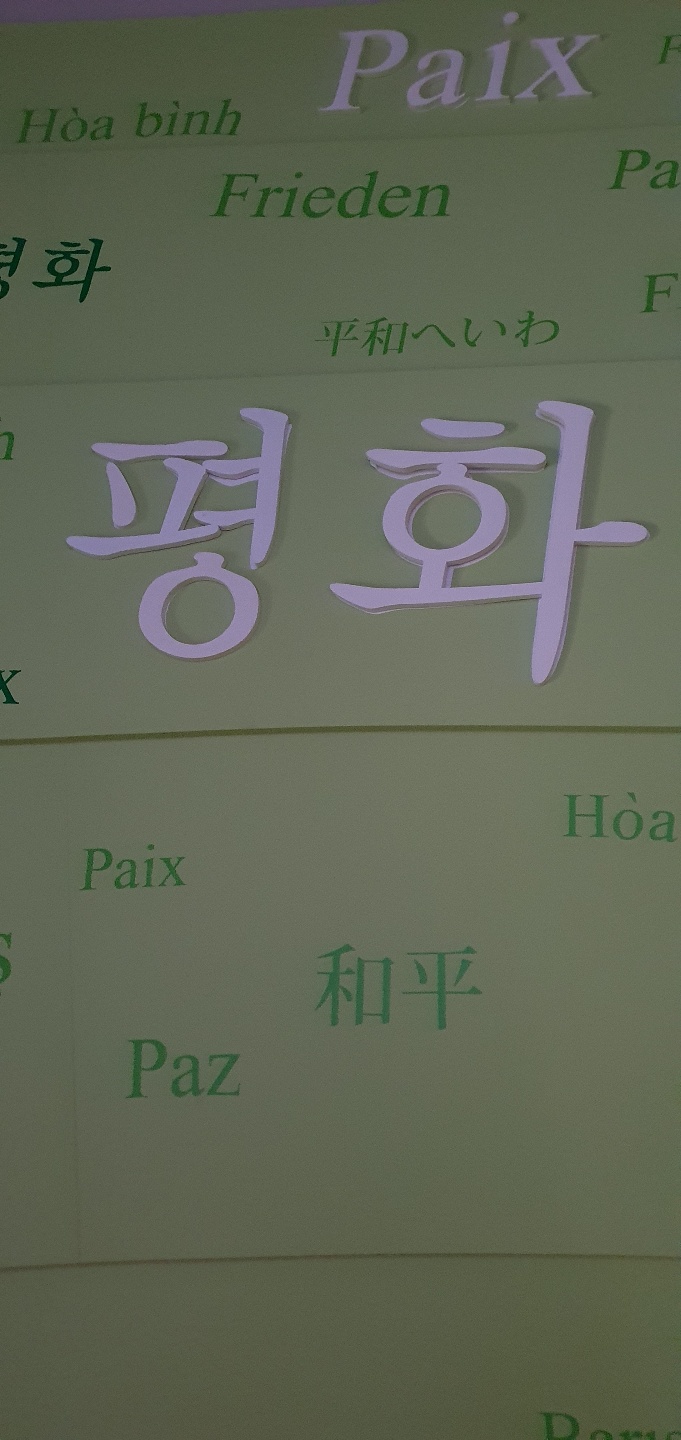 Paix
Hòa bình
Frieden
평화
平和へいわ
평화
Hòa
Paix
和平
Paz